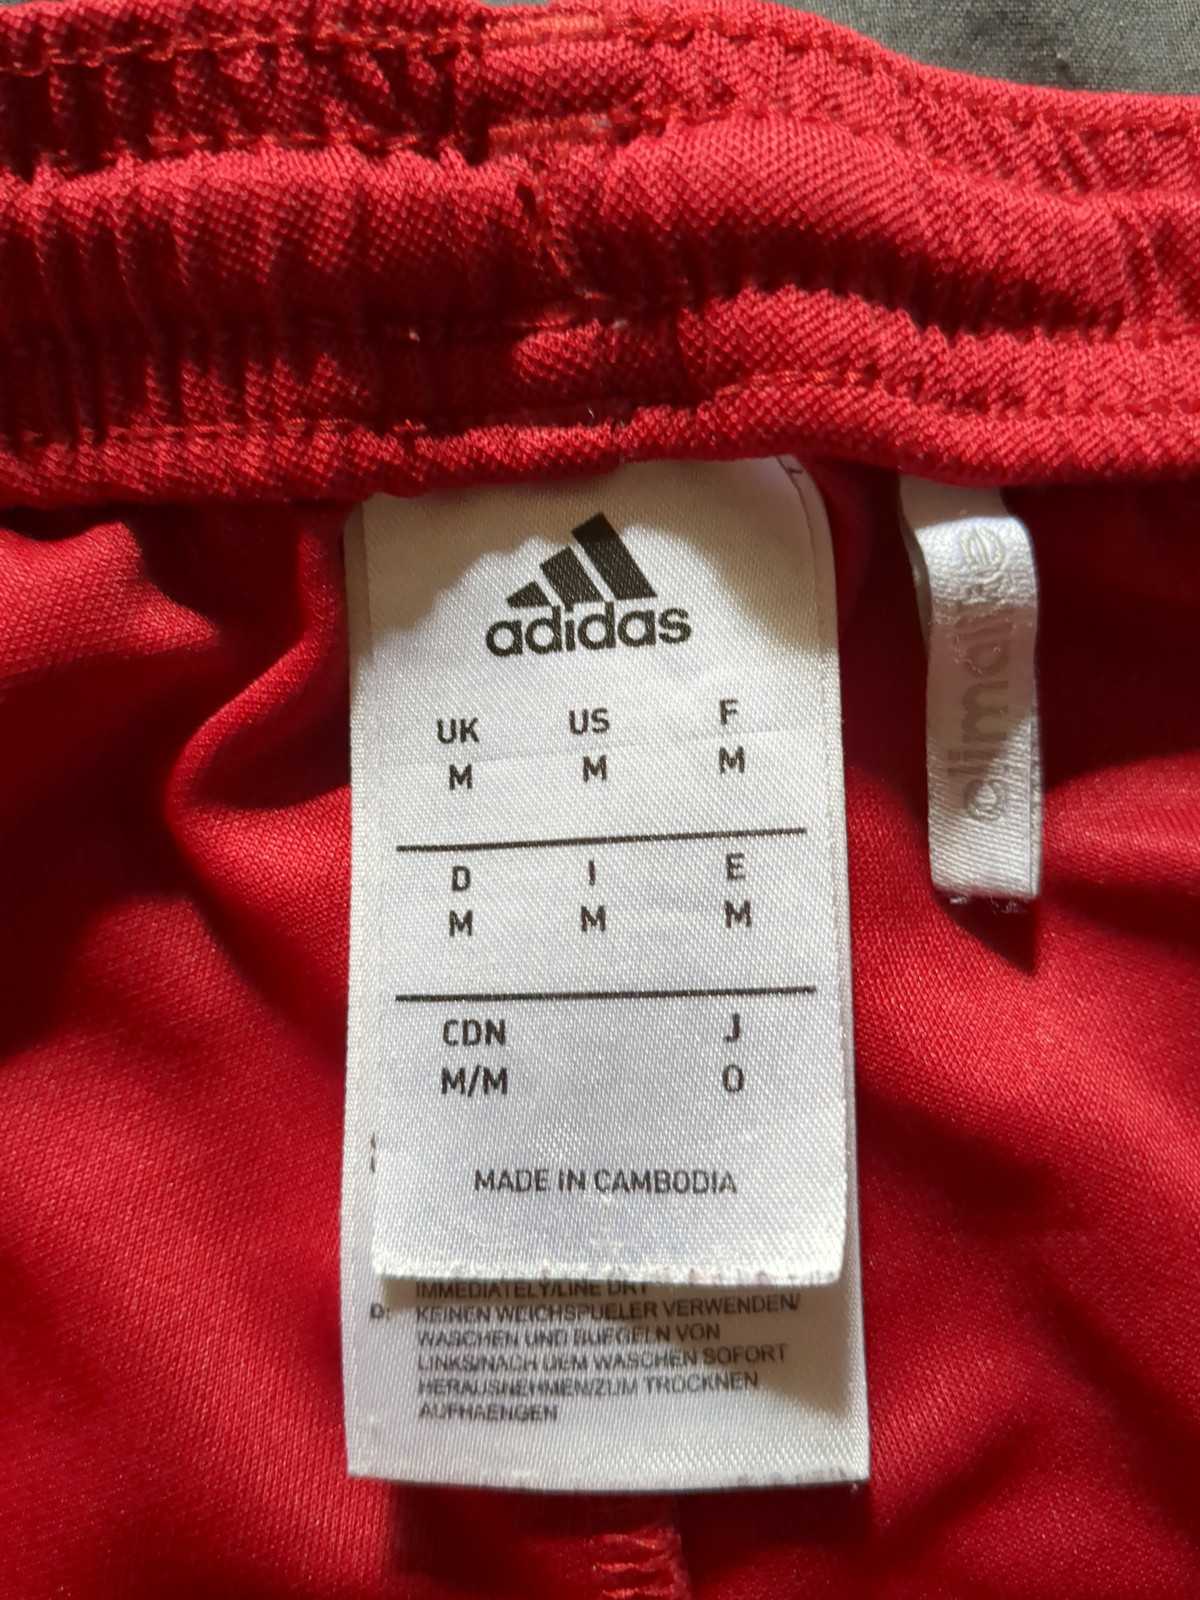 adidas
UK US F
M M M
D I E
M M M
CDN J
M/M O
MADE IN CAMBODIA
IMMEDIATELY/LINE DRY
D: KEINEN WEICHSPUELER VERWENDEN/
WASCHEN UND BUEGELN VON
LINKS/NACH DEM WASCHEN SOFORT
HERAUSNEHMEN/ZUM TROCKNEN
AUFHAENGEN
climalite